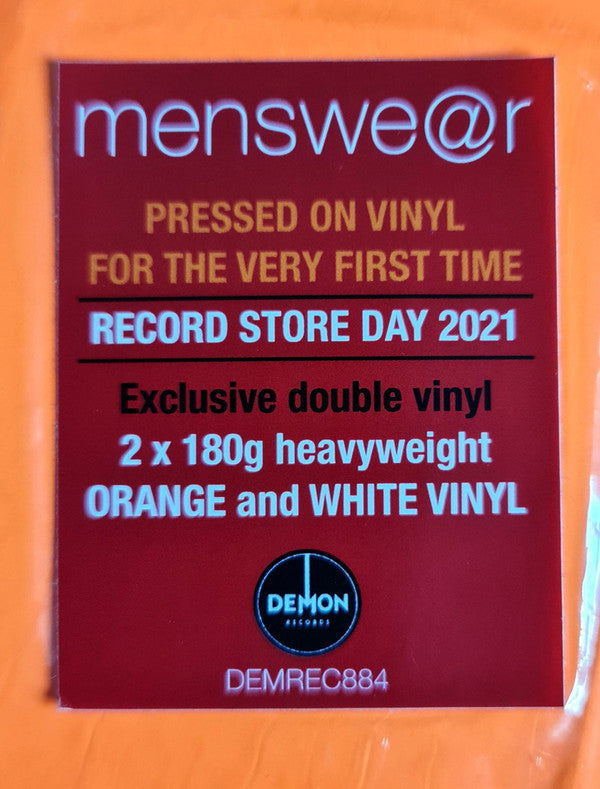 menswe@r
PRESSED ON VINYL
FOR THE VERY FIRST TIME
RECORD STORE DAY 2021
Exclusive double vinyl
2 x 180g heavyweight
ORANGE and WHITE VINYL
DEMON
RECORDS
DEMREC884